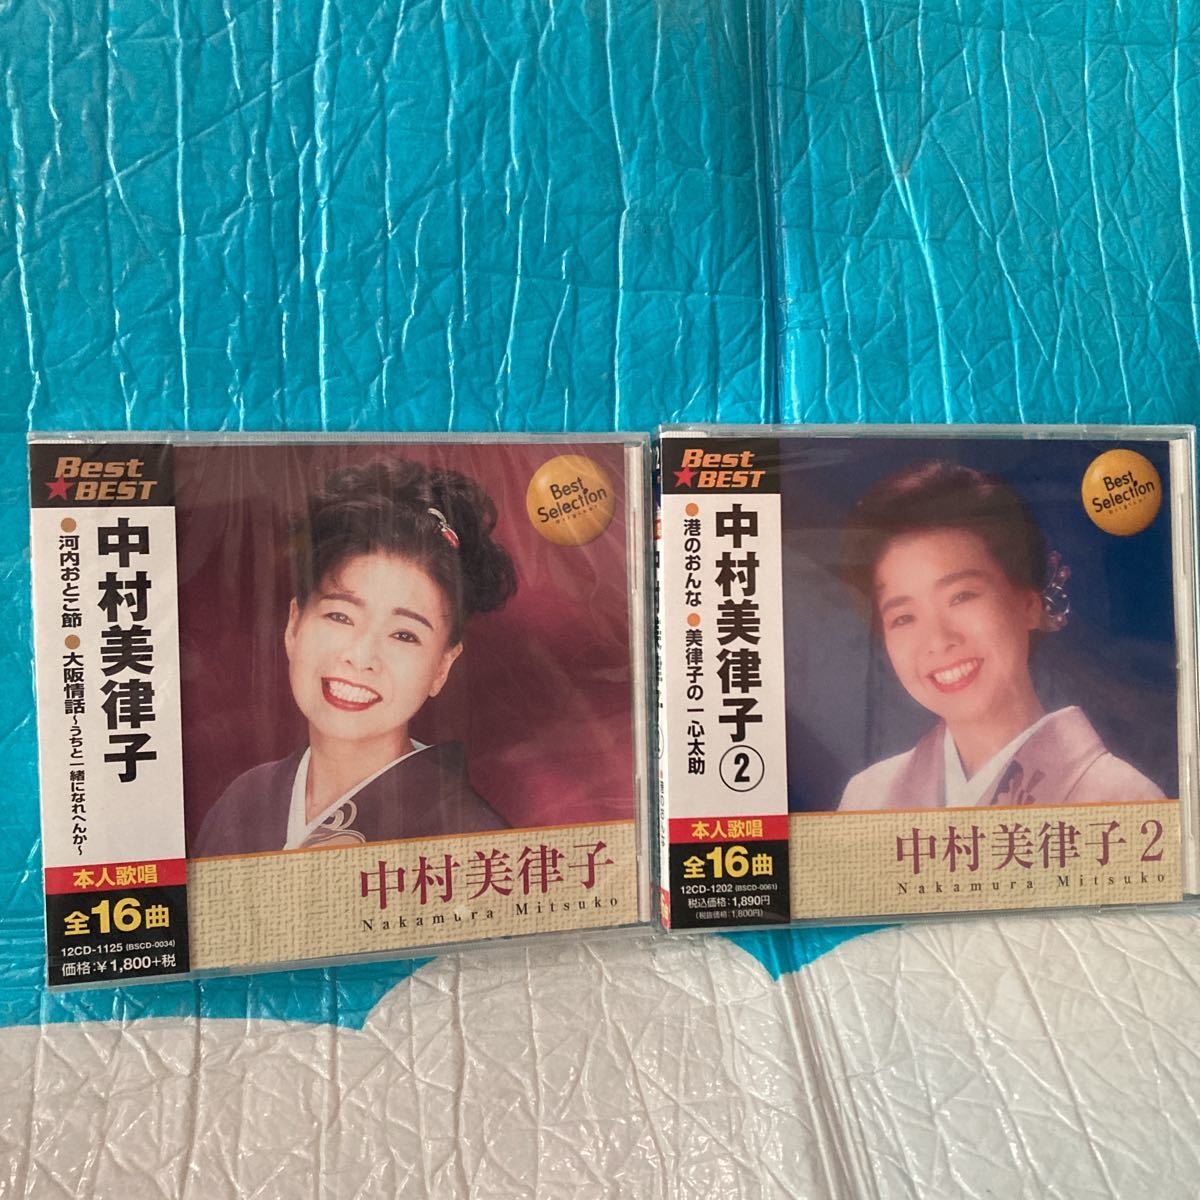 Best
★BEST
中村美律子
●河内おとこ節 ●大阪情話～うちと一緒になれへんか～
本人歌唱
全16曲
12CD-1125 (BSCD-0034)
価格:¥1,800+税
Best
Selection
Original
中村美律子
Nakamura Mitsuko
Best
★BEST
中村美律子②
●港のおんな ●美律子の一心太助
本人歌唱
全16曲
12CD-1202 (BSCD-0061)
税込価格:1,890円
(税抜価格:1,800円)
Best
Selection
Original
中村美律子 2
Nakamura Mitsuko